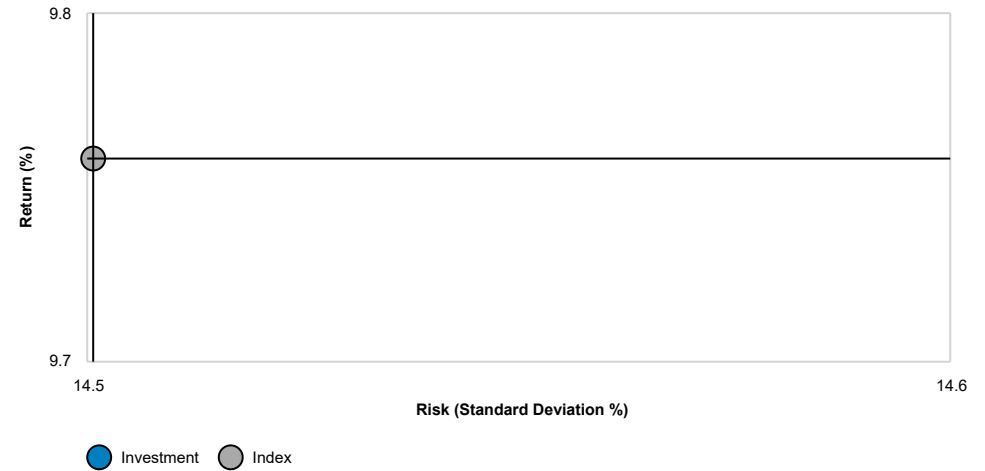 9.8
Return (%)
9.7
14.5 14.6
Risk (Standard Deviation %)
Investment Index